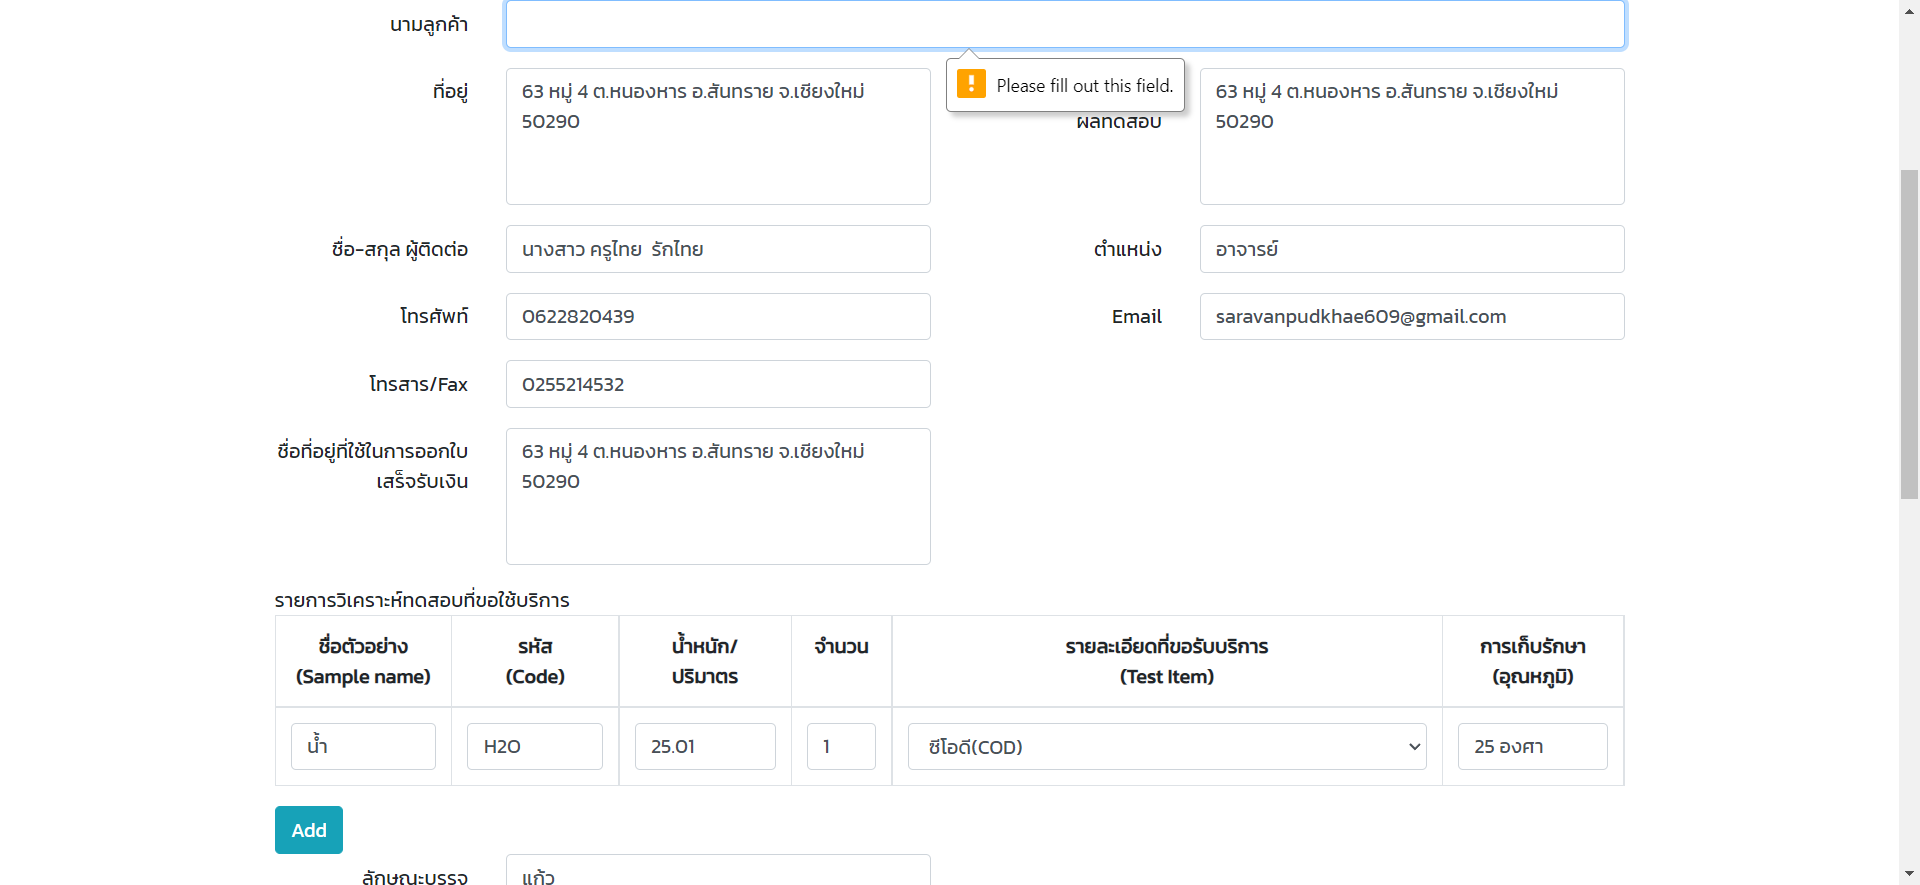 นามลูกค้า
Please fill out this field.
ที่อยู่
63 หมู่ 4 ต.หนองหาร อ.สันทราย จ.เชียงใหม่
50290
ผลทดสอบ
63 หมู่ 4 ต.หนองหาร อ.สันทราย จ.เชียงใหม่
50290
ชื่อ-สกุล ผู้ติดต่อ
นางสาว ครูไทย  รักไทย
ตำแหน่ง
อาจารย์
โทรศัพท์
0622820439
Email
saravanpudkhae609@gmail.com
โทรสาร/Fax
0255214532
ชื่อที่อยู่ที่ใช้ในการออกใบ
เสร็จรับเงิน
63 หมู่ 4 ต.หนองหาร อ.สันทราย จ.เชียงใหม่
50290
รายการวิเคราะห์ทดสอบที่ขอใช้บริการ
ชื่อตัวอย่าง
(Sample name)
รหัส
(Code)
น้ำหนัก/
ปริมาตร
จำนวน
รายละเอียดที่ขอรับบริการ
(Test Item)
การเก็บรักษา
(อุณหภูมิ)
น้ำ
H2O
25.01
1
ซีโอดี(COD)
25 องศา
Add
ลักษณะบรรจุ
แก้ว